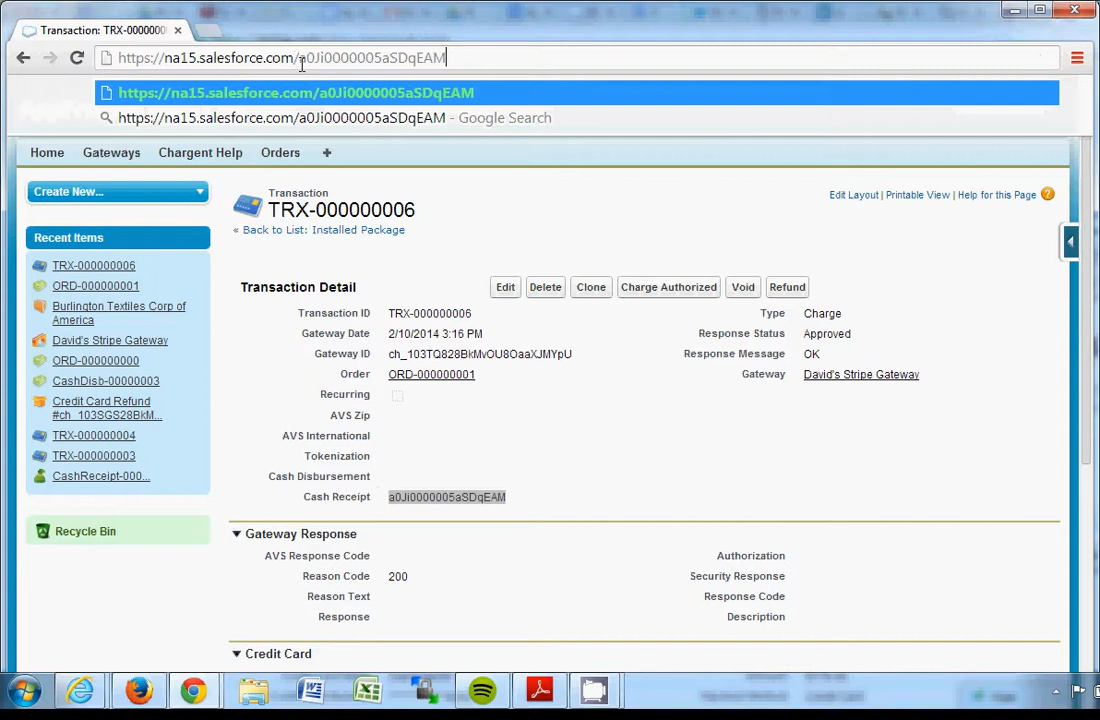 Transaction: TRX-0000000
https://na15.salesforce.com/a0Ji0000005aSDqEAM
https://na15.salesforce.com/a0Ji0000005aSDqEAM
https://na15.salesforce.com/a0Ji0000005aSDqEAM - Google Search
Home Gateways Chargent Help Orders +
Create New...
Recent Items
TRX-000000006
ORD-000000001
Burlington Textiles Corp of America
David's Stripe Gateway
ORD-000000000
CashDisb-00000003
Credit Card Refund
#ch_103SGS28BkM...
TRX-000000004
TRX-000000003
CashReceipt-000...
Recycle Bin
Transaction
TRX-000000006
« Back to List: Installed Package
Edit Layout | Printable View | Help for this Page ?
Transaction Detail
Edit Delete Clone Charge Authorized Void Refund
Transaction ID TRX-000000006 Type Charge
Gateway Date 2/10/2014 3:16 PM Response Status Approved
Gateway ID ch_103TQ828BkMvOU8OaaXJMYpU Response Message OK
Order ORD-000000001 Gateway David's Stripe Gateway
Recurring
AVS Zip
AVS International
Tokenization
Cash Disbursement
Cash Receipt a0Ji0000005aSDqEAM
Gateway Response
AVS Response Code Authorization
Reason Code 200 Security Response
Reason Text Response Code
Response Description
Credit Card